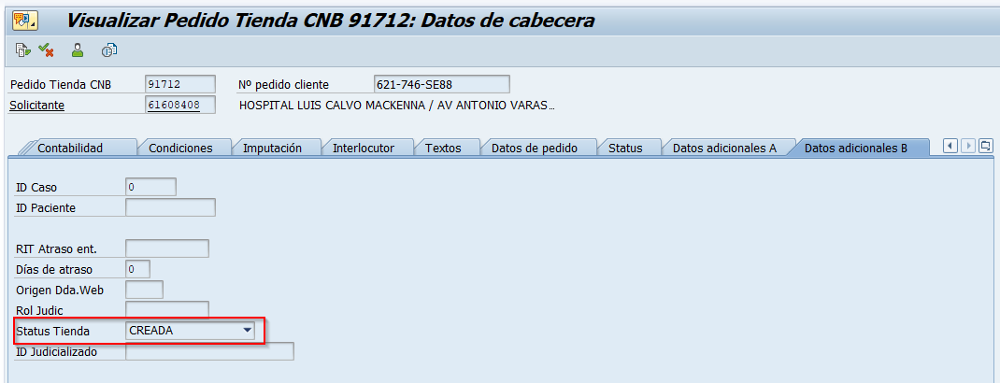 Visualizar Pedido Tienda CNB 91712: Datos de cabecera
Pedido Tienda CNB 91712 Nº pedido cliente 621-746-SE88
Solicitante 61608408 HOSPITAL LUIS CALVO MACKENNA / AV ANTONIO VARAS…
Contabilidad Condiciones Imputación Interlocutor Textos Datos de pedido Status Datos adicionales A Datos adicionales B
ID Caso 0
ID Paciente
RIT Atraso ent.
Días de atraso 0
Origen Dda.Web
Rol Judic
Status Tienda CREADA
ID Judicializado